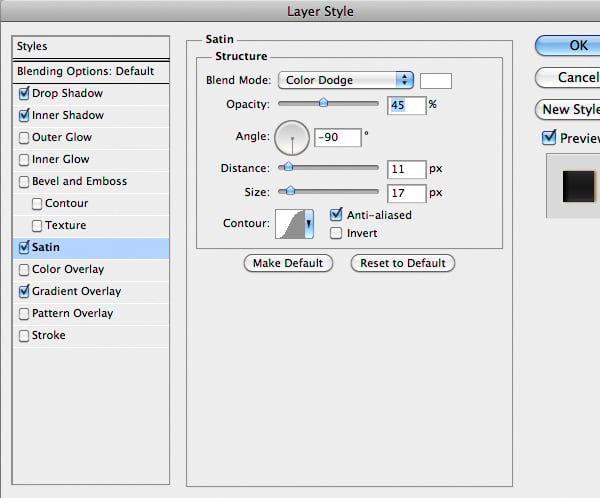 Layer Style
Styles
Blending Options: Default
Drop Shadow
Inner Shadow
Outer Glow
Inner Glow
Bevel and Emboss
Contour
Texture
Satin
Color Overlay
Gradient Overlay
Pattern Overlay
Stroke
Satin
Structure
Blend Mode: Color Dodge
Opacity: 45 %
Angle: -90 °
Distance: 11 px
Size: 17 px
Contour: Anti-aliased
Invert
Make Default Reset to Default
OK
Cancel
New Style
Preview